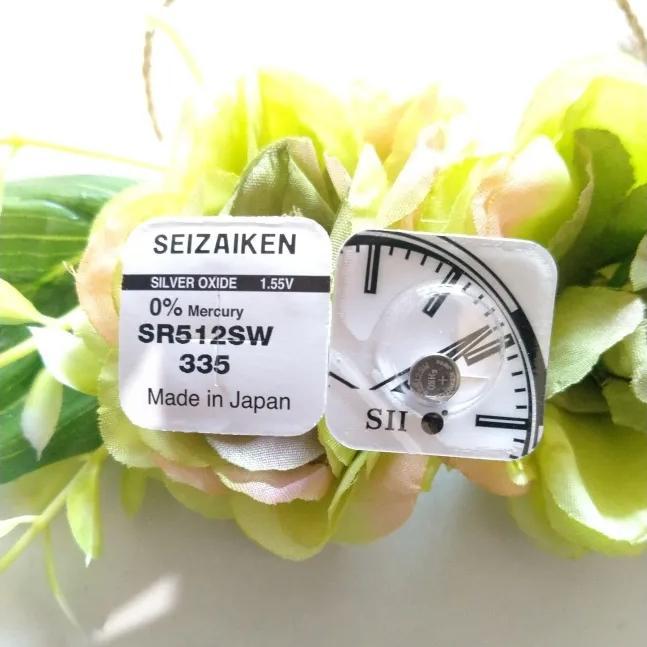 SEIZAIKEN
SILVER OXIDE 1.55V
0% Mercury
SR512SW
335
Made in Japan
SII